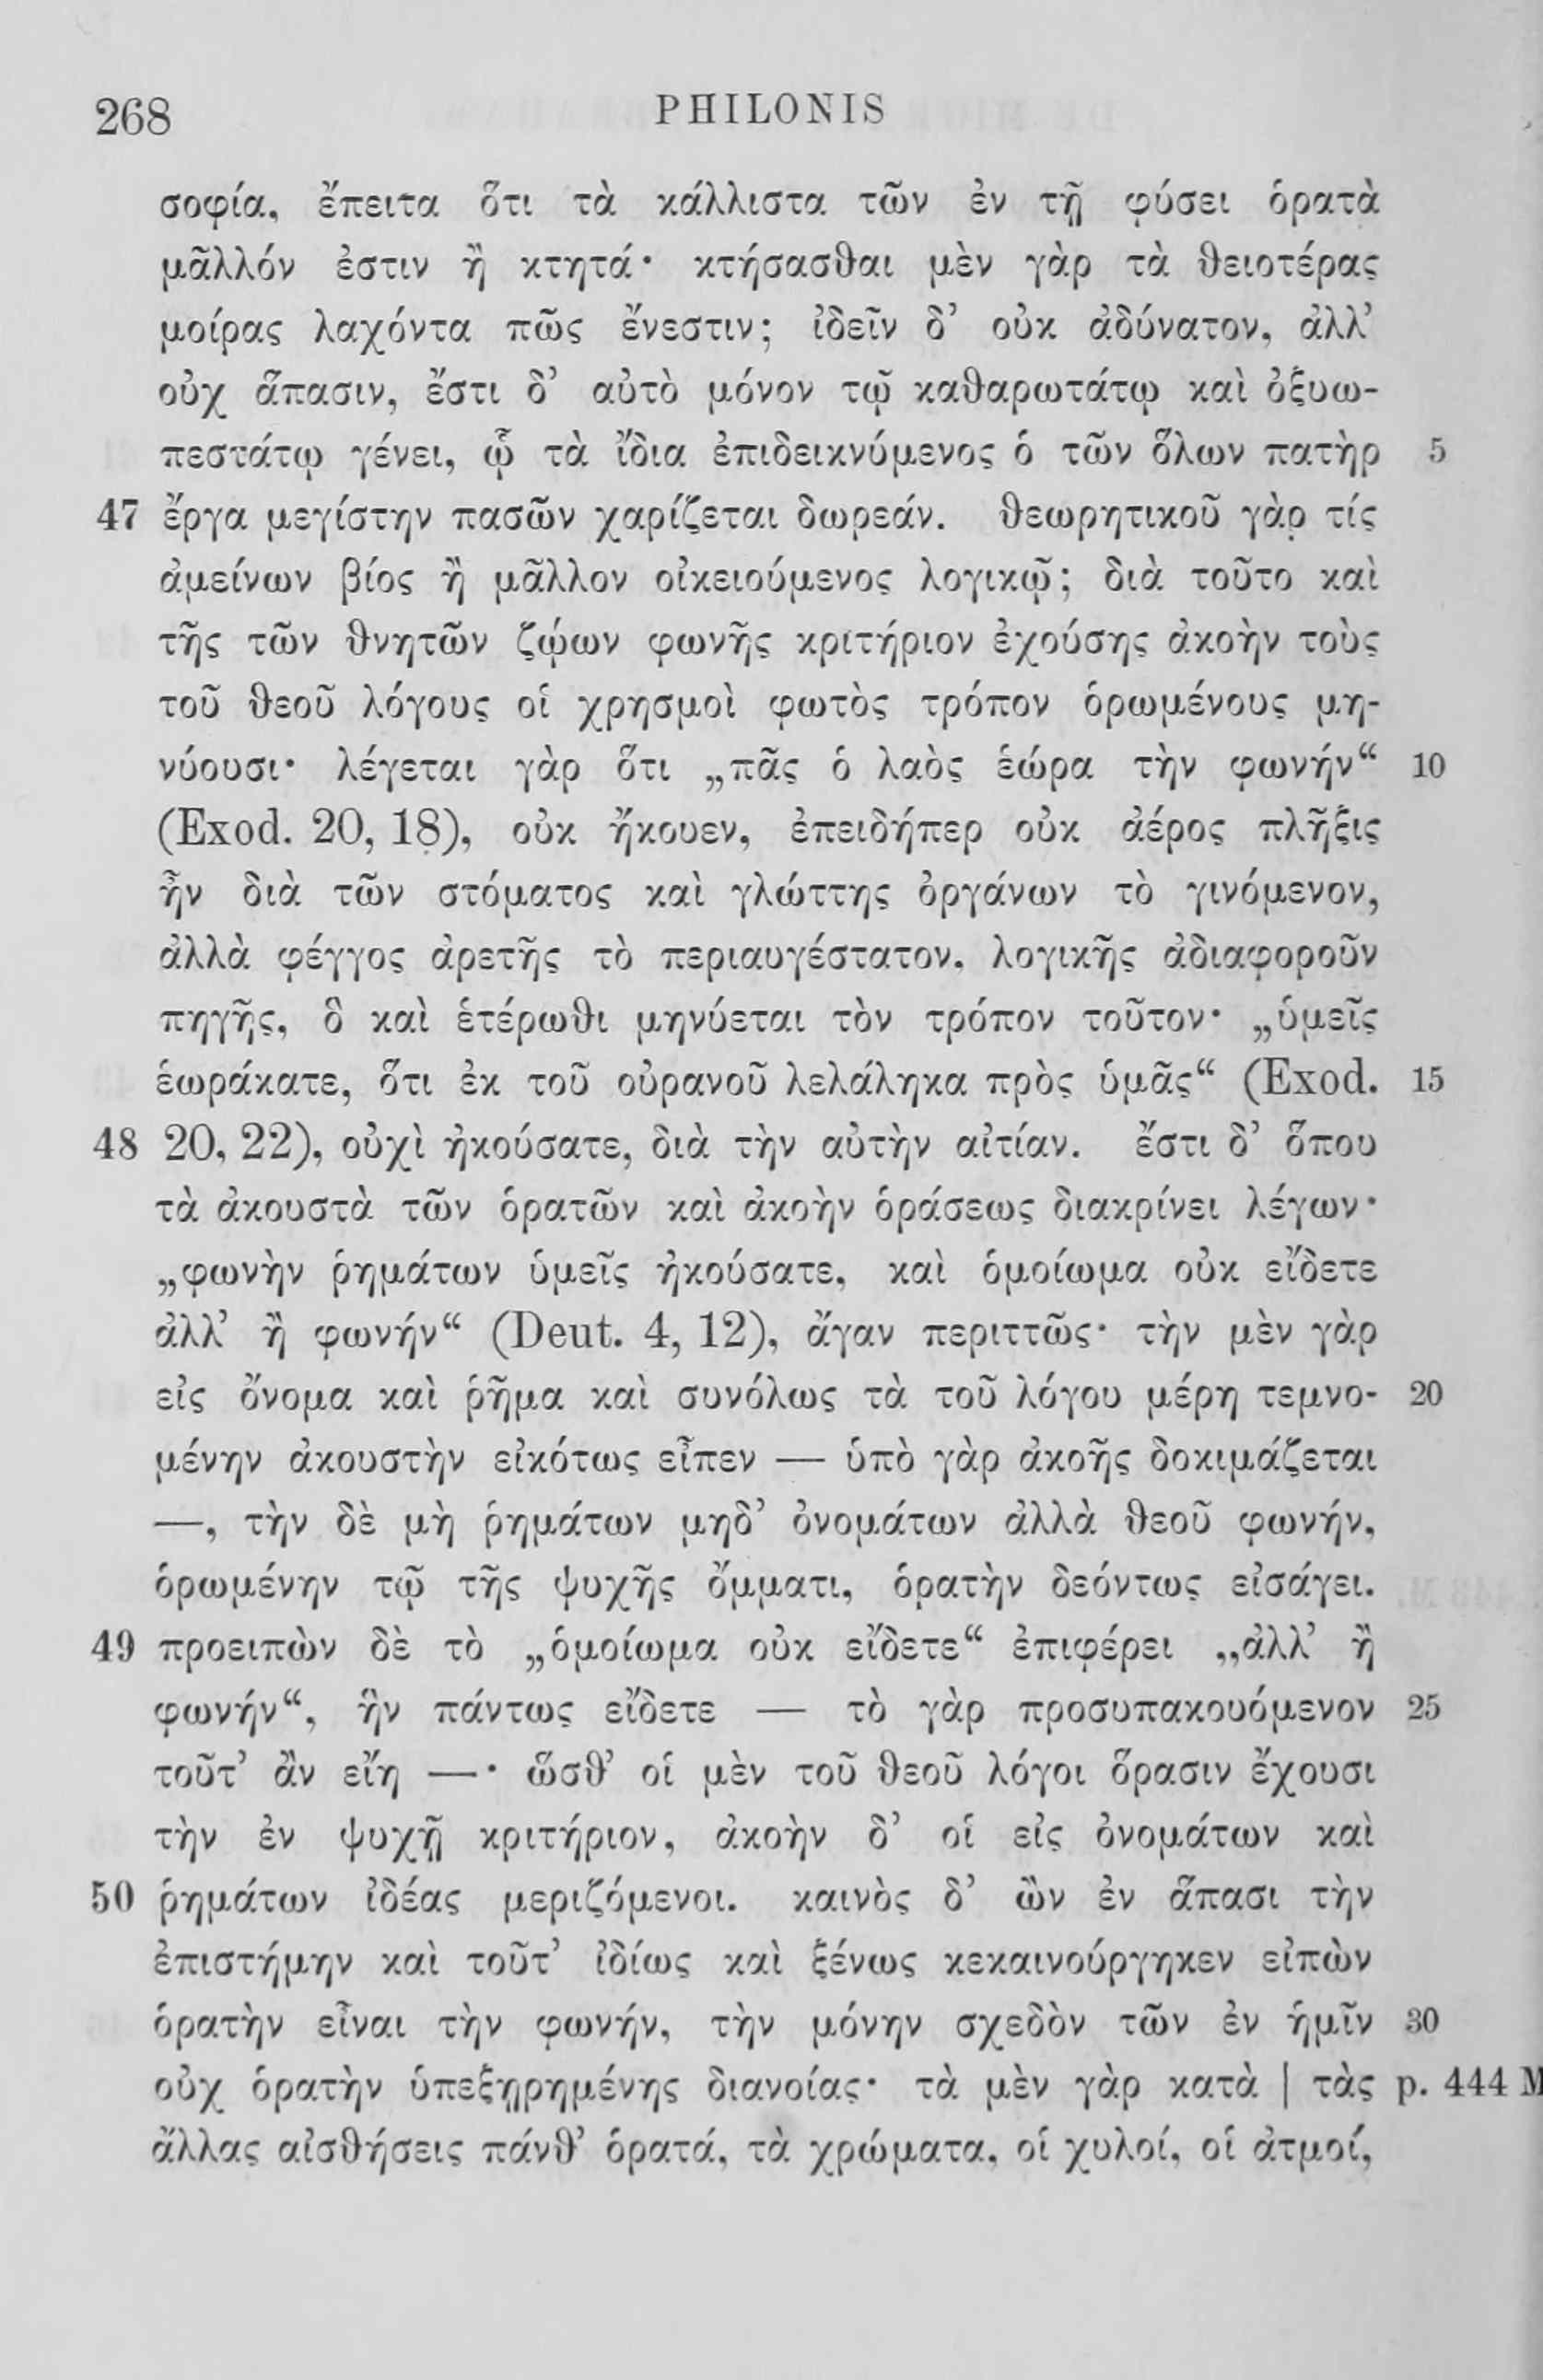 268 PHILONIS
σοφία, ἔπειτα ὅτι τὰ κάλλιστα τῶν ἐν τῇ φύσει ὁρατὰ
μᾶλλόν ἐστιν ἢ κτητά· κτήσασθαι μὲν γὰρ τὰ θειοτέρας
μοίρας λαχόντα πῶς ἔνεστιν; ἰδεῖν δ’ οὐκ ἀδύνατον, ἀλλ’
οὐχ ἅπασιν, ἔστι δ’ αὐτὸ μόνον τῷ καθαρωτάτῳ καὶ ὀξυω-
πεστάτῳ γένει, ᾧ τὰ ἴδια ἐπιδεικνύμενος ὁ τῶν ὅλων πατὴρ 5
47 ἔργα μεγίστην πασῶν χαρίζεται δωρεάν. θεωρητικοῦ γὰρ τίς
ἀμείνων βίος ἢ μᾶλλον οἰκειούμενος λογικῷ; διὰ τοῦτο καὶ
τῆς τῶν θνητῶν ζῴων φωνῆς κριτήριον ἐχούσης ἀκοὴν τοὺς
τοῦ θεοῦ λόγους οἱ χρησμοὶ φωτὸς τρόπον ὁρωμένους μη-
νύουσι· λέγεται γὰρ ὅτι „πᾶς ὁ λαὸς ἑώρα τὴν φωνήν“ 10
(Exod. 20, 18), οὐκ ἤκουεν, ἐπειδήπερ οὐκ ἀέρος πλῆξις
ἦν διὰ τῶν στόματος καὶ γλώττης ὀργάνων τὸ γινόμενον,
ἀλλὰ φέγγος ἀρετῆς τὸ περιαυγέστατον, λογικῆς ἀδιαφοροῦν
πηγῆς, ὃ καὶ ἑτέρωθι μηνύεται τὸν τρόπον τοῦτον· „ὑμεῖς
ἑωράκατε, ὅτι ἐκ τοῦ οὐρανοῦ λελάληκα πρὸς ὑμᾶς“ (Exod. 15
48 20, 22), οὐχὶ ἠκούσατε, διὰ τὴν αὐτὴν αἰτίαν. ἔστι δ’ ὅπου
τὰ ἀκουστὰ τῶν ὁρατῶν καὶ ἀκοὴν ὁράσεως διακρίνει λέγων·
„φωνὴν ῥημάτων ὑμεῖς ἠκούσατε, καὶ ὁμοίωμα οὐκ εἴδετε
ἀλλ’ ἢ φωνήν“ (Deut. 4, 12), ἄγαν περιττῶς· τὴν μὲν γὰρ
εἰς ὄνομα καὶ ῥῆμα καὶ συνόλως τὰ τοῦ λόγου μέρη τεμνο- 20
μένην ἀκουστὴν εἰκότως εἶπεν — ὑπὸ γὰρ ἀκοῆς δοκιμάζεται
—, τὴν δὲ μὴ ῥημάτων μηδ’ ὀνομάτων ἀλλὰ θεοῦ φωνήν,
ὁρωμένην τῷ τῆς ψυχῆς ὄμματι, ὁρατὴν δεόντως εἰσάγει.
49 προειπὼν δὲ τὸ „ὁμοίωμα οὐκ εἴδετε“ ἐπιφέρει „ἀλλ’ ἢ
φωνήν“, ἣν πάντως εἴδετε — τὸ γὰρ προσυπακουόμενον 25
τοῦτ’ ἂν εἴη —· ὥσθ’ οἱ μὲν τοῦ θεοῦ λόγοι ὅρασιν ἔχουσι
τὴν ἐν ψυχῇ κριτήριον, ἀκοὴν δ’ οἱ εἰς ὀνομάτων καὶ
50 ῥημάτων ἰδέας μεριζόμενοι. καινὸς δ’ ὢν ἐν ἅπασι τὴν
ἐπιστήμην καὶ τοῦτ’ ἰδίως καὶ ξένως κεκαινούργηκεν εἰπὼν
ὁρατὴν εἶναι τὴν φωνήν, τὴν μόνην σχεδὸν τῶν ἐν ἡμῖν 30
οὐχ ὁρατὴν ὑπεξῃρημένης διανοίας· τὰ μὲν γὰρ κατὰ | τὰς p. 444 M
ἄλλας αἰσθήσεις πάνθ’ ὁρατά, τὰ χρώματα, οἱ χυλοί, οἱ ἀτμοί,